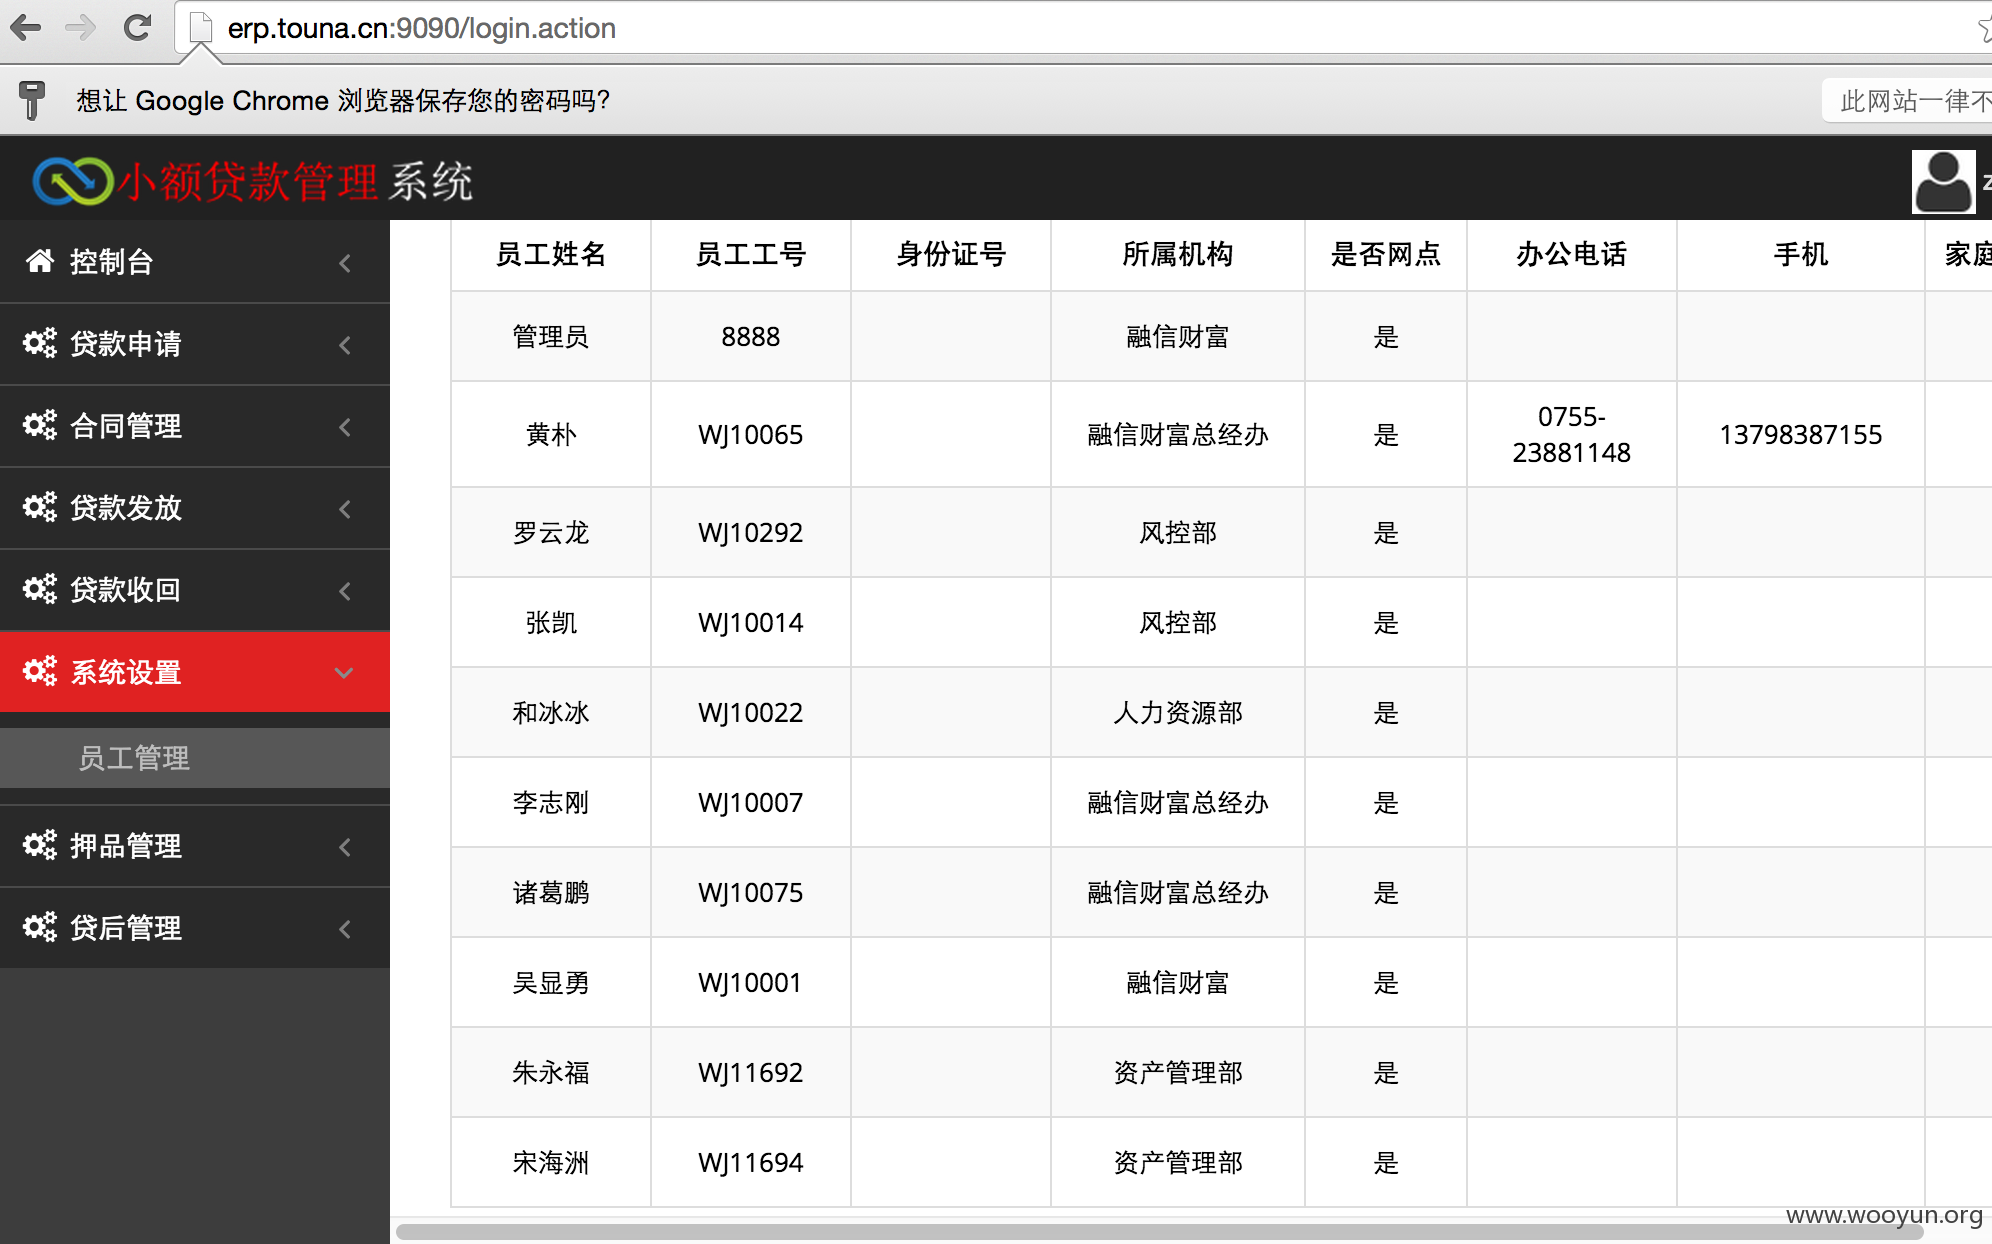 erp.touna.cn:9090/login.action
想让 Google Chrome 浏览器保存您的密码吗？
此网站一律不
小额贷款管理 系统
z
控制台
贷款申请
合同管理
贷款发放
贷款收回
系统设置
员工管理
押品管理
贷后管理
员工姓名 员工工号 身份证号 所属机构 是否网点 办公电话 手机 家庭
管理员 8888 融信财富 是
黄朴 WJ10065 融信财富总经办 是 0755-23881148 13798387155
罗云龙 WJ10292 风控部 是
张凯 WJ10014 风控部 是
和冰冰 WJ10022 人力资源部 是
李志刚 WJ10007 融信财富总经办 是
诸葛鹏 WJ10075 融信财富总经办 是
吴显勇 WJ10001 融信财富 是
朱永福 WJ11692 资产管理部 是
宋海洲 WJ11694 资产管理部 是
www.wooyun.org